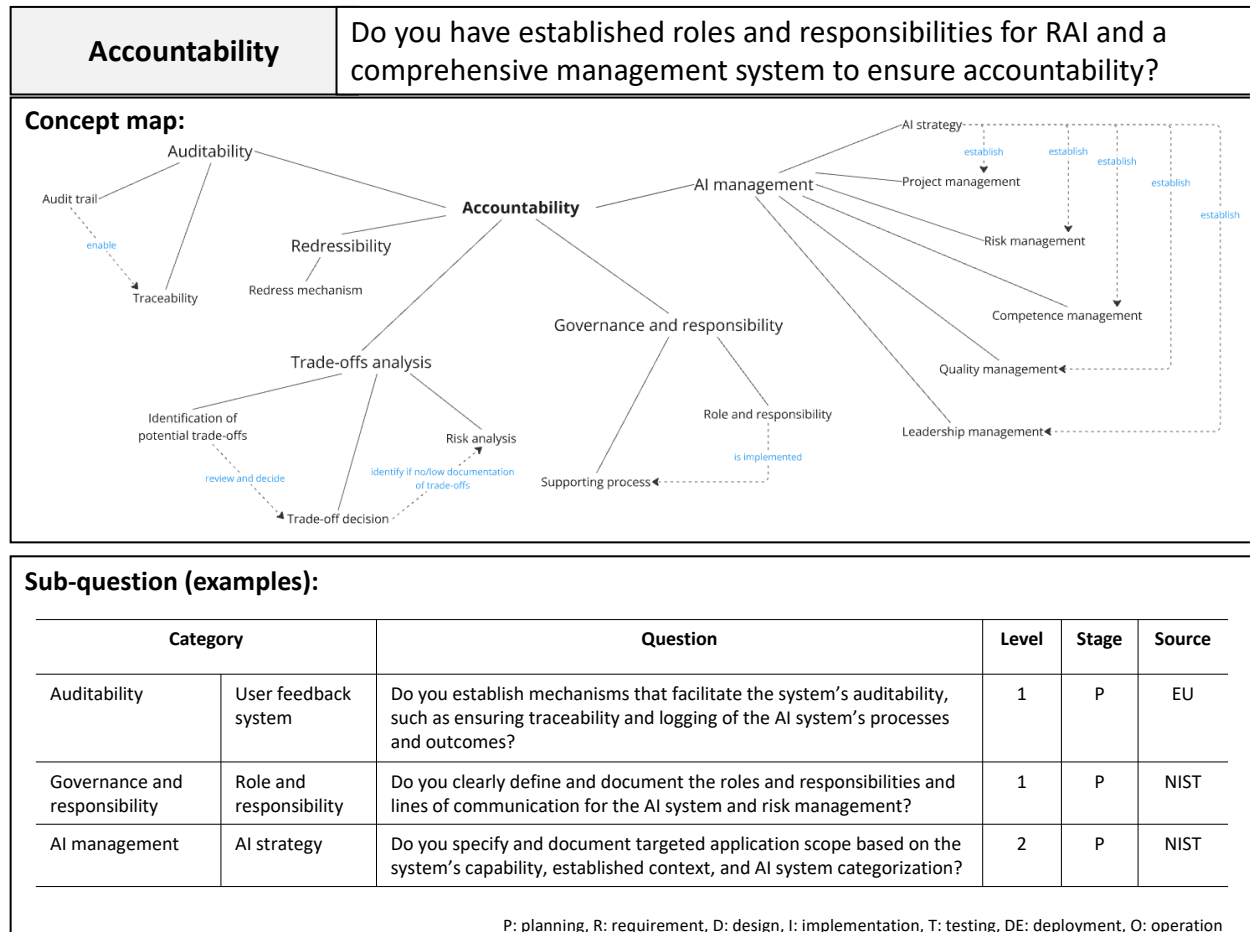 Accountability
Do you have established roles and responsibilities for RAI and a
comprehensive management system to ensure accountability?
Concept map:
Auditability
Audit trail
enable
Traceability
Redressibility
Redress mechanism
Accountability
Trade-offs analysis
Identification of
potential trade-offs
review and decide
Trade-off decision
identify if no/low documentation
of trade-offs
Risk analysis
Governance and responsibility
Role and responsibility
is implemented
Supporting process
AI management
AI strategy
establish
establish
establish
establish
establish
Project management
Risk management
Competence management
Quality management
Leadership management
Sub-question (examples):
Category Question Level Stage Source
Auditability
User feedback
system
Do you establish mechanisms that facilitate the system’s auditability,
such as ensuring traceability and logging of the AI system’s processes
and outcomes?
1 P EU
Governance and
responsibility
Role and
responsibility
Do you clearly define and document the roles and responsibilities and
lines of communication for the AI system and risk management?
1 P NIST
AI management
AI strategy
Do you specify and document targeted application scope based on the
system’s capability, established context, and AI system categorization?
2 P NIST
P: planning, R: requirement, D: design, I: implementation, T: testing, DE: deployment, O: operation